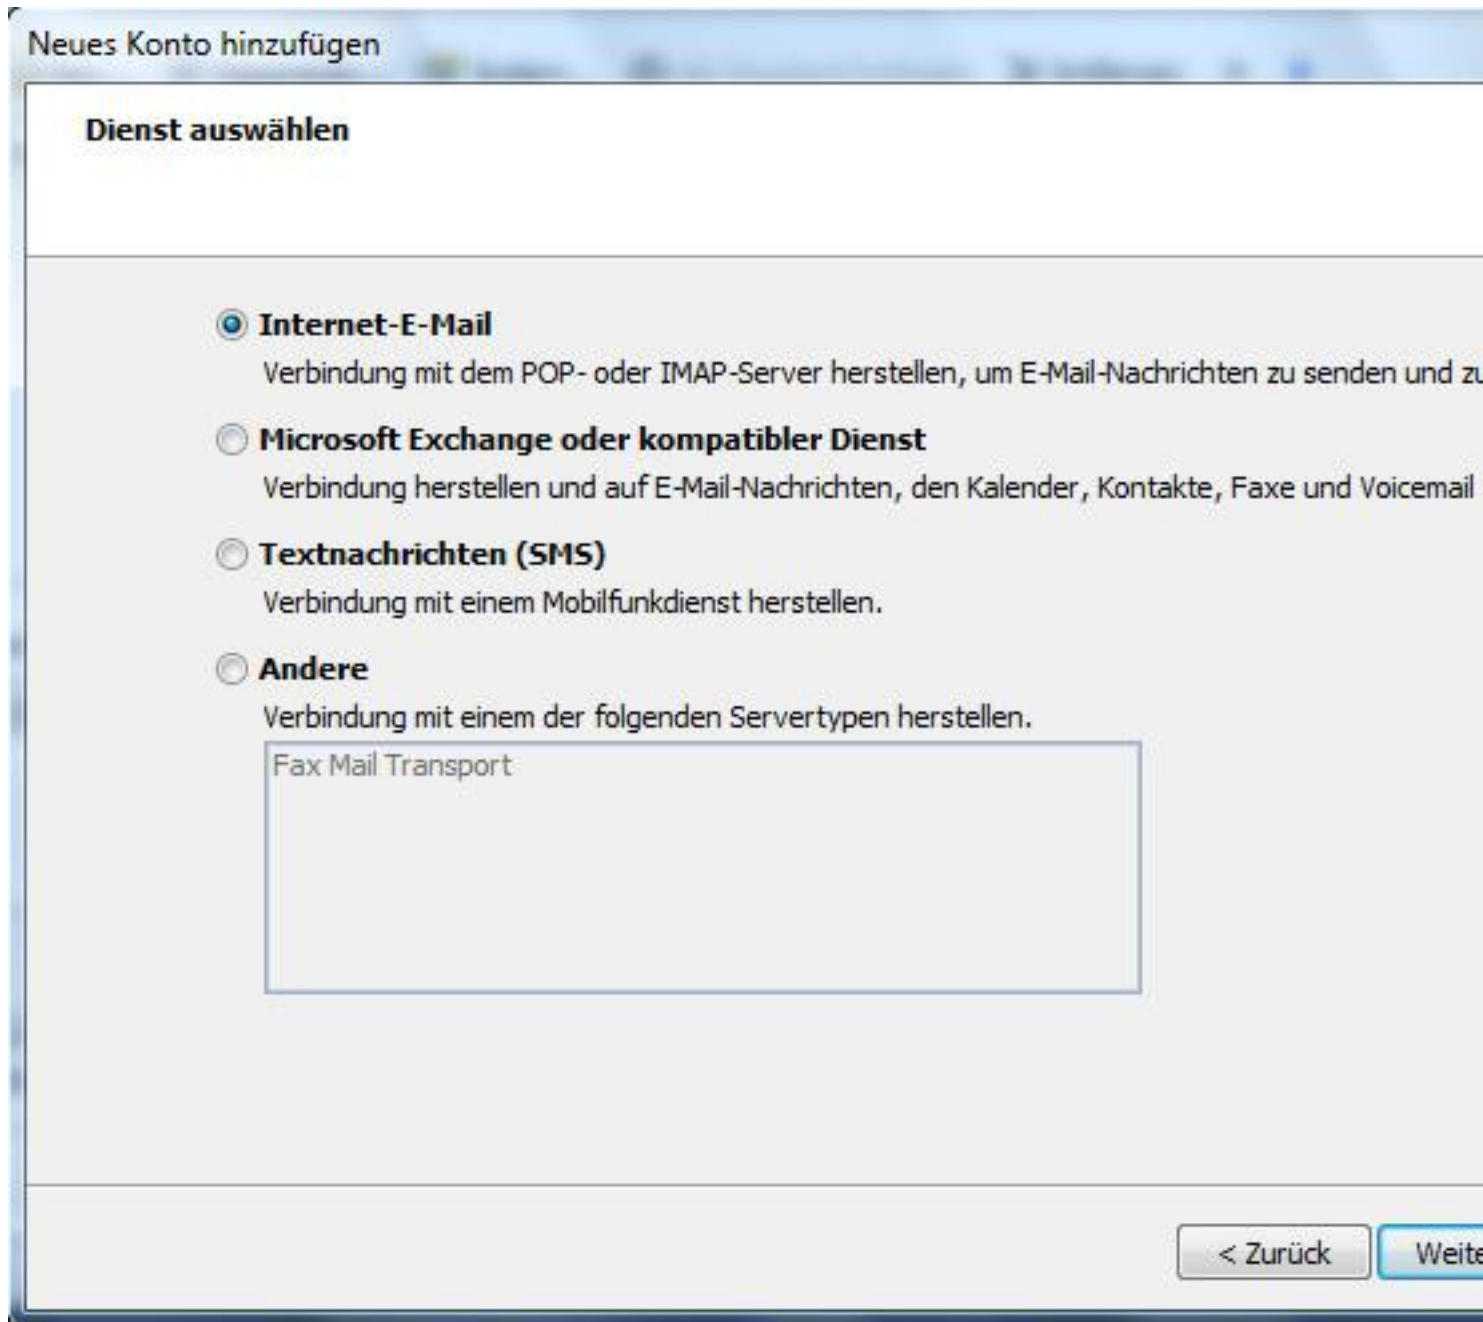 Neues Konto hinzufügen
Dienst auswählen
Internet-E-Mail
Verbindung mit dem POP- oder IMAP-Server herstellen, um E-Mail-Nachrichten zu senden und zu
Microsoft Exchange oder kompatibler Dienst
Verbindung herstellen und auf E-Mail-Nachrichten, den Kalender, Kontakte, Faxe und Voicemail
Textnachrichten (SMS)
Verbindung mit einem Mobilfunkdienst herstellen.
Andere
Verbindung mit einem der folgenden Servertypen herstellen.
Fax Mail Transport
< Zurück
Weite